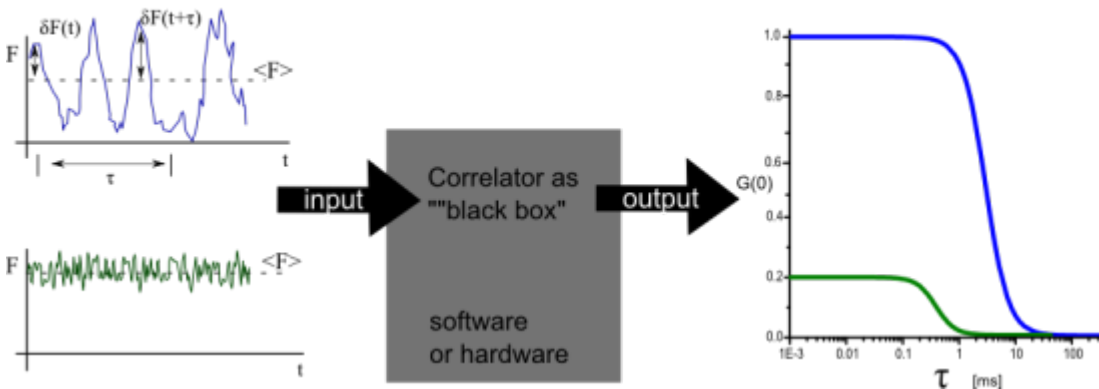 δF(t)
δF(t+τ)
F
<F>
t
τ
F
<F>
t
input
Correlator as
""black box"
software
or hardware
output
G(0)
1.0
0.8
0.6
0.4
0.2
0.0
1E-3 0.01 0.1 1 10 100
τ [ms]